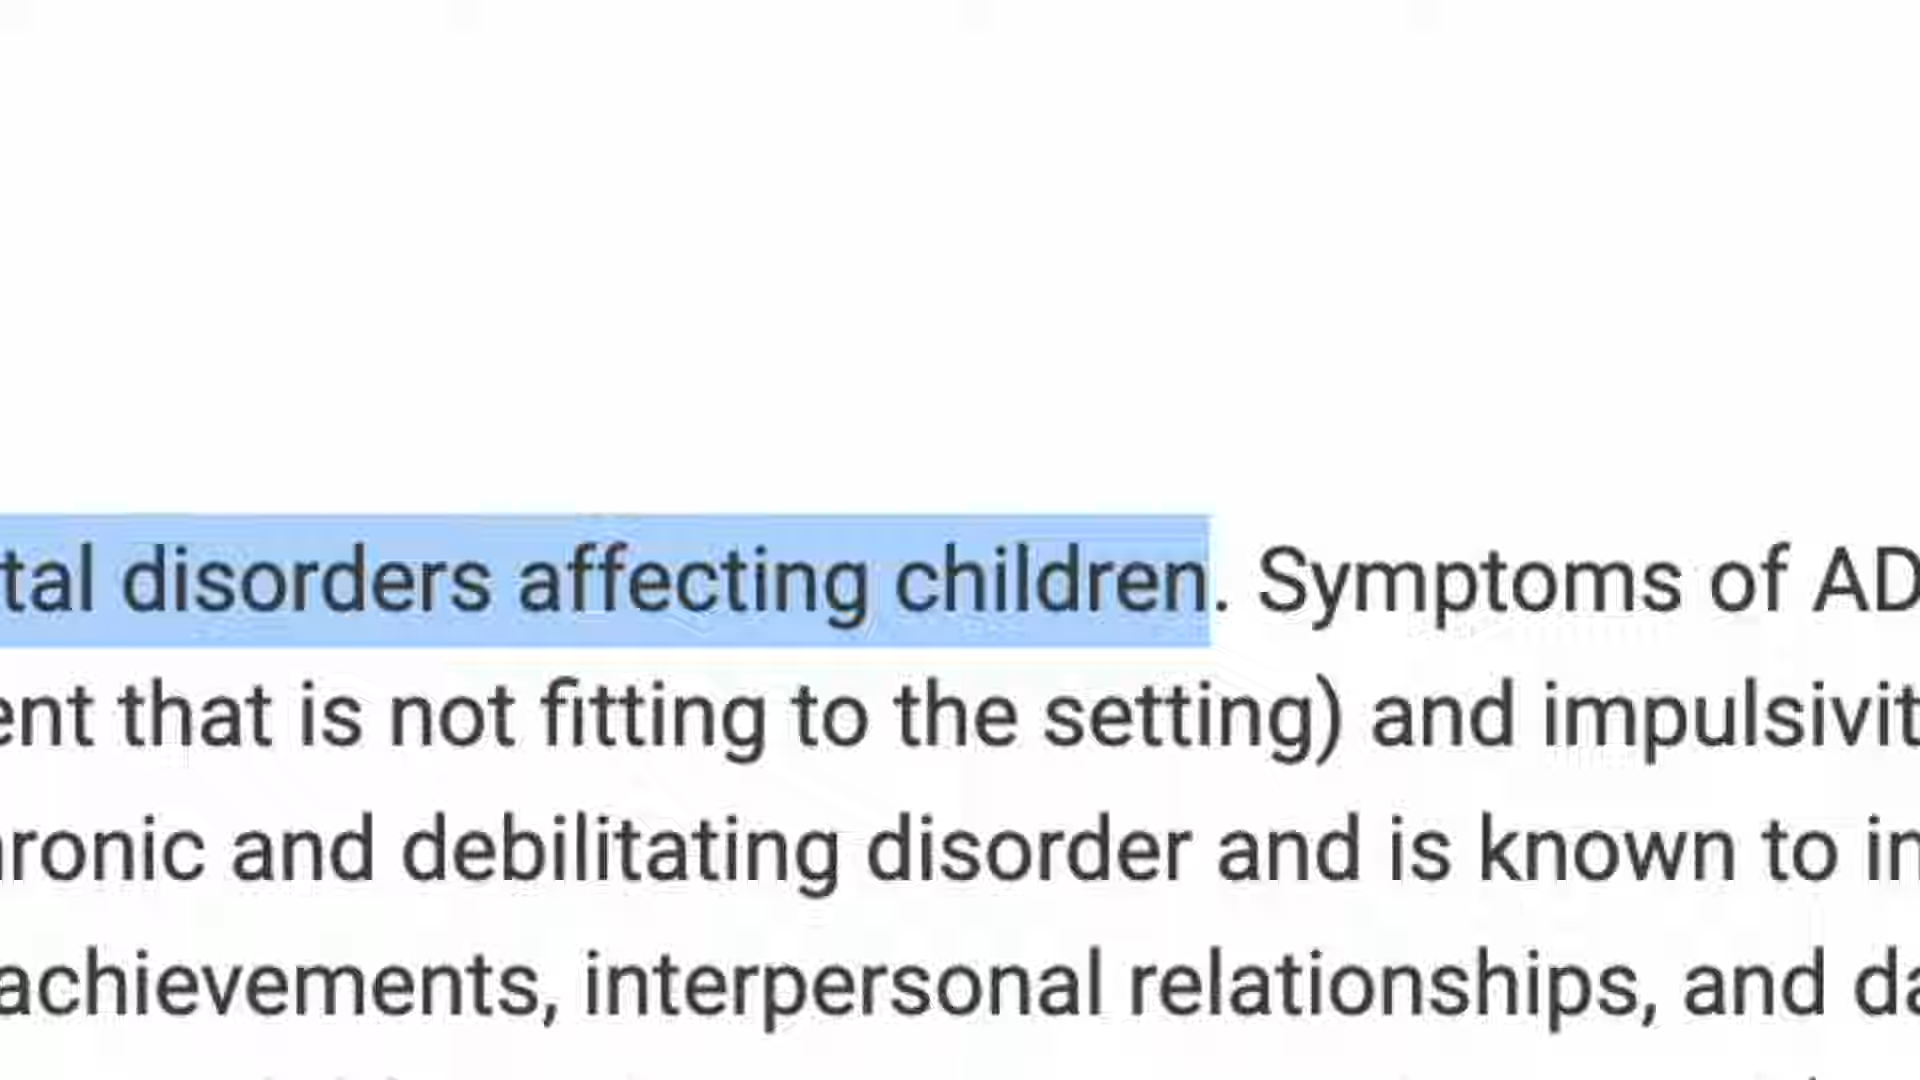 tal disorders affecting children. Symptoms of AD
ent that is not fitting to the setting) and impulsivit
ronic and debilitating disorder and is known to in
achievements, interpersonal relationships, and da